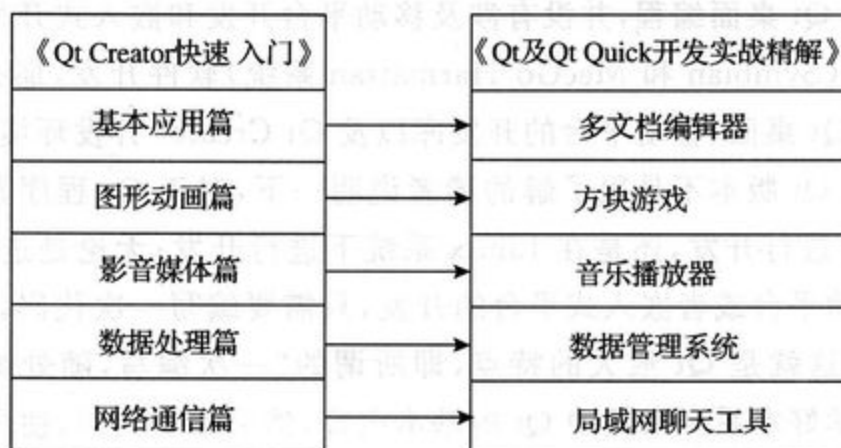 《Qt Creator快速 入门》 《Qt及Qt Quick开发实战精解》
基本应用篇 多文档编辑器
图形动画篇 方块游戏
影音媒体篇 音乐播放器
数据处理篇 数据管理系统
网络通信篇 局域网聊天工具